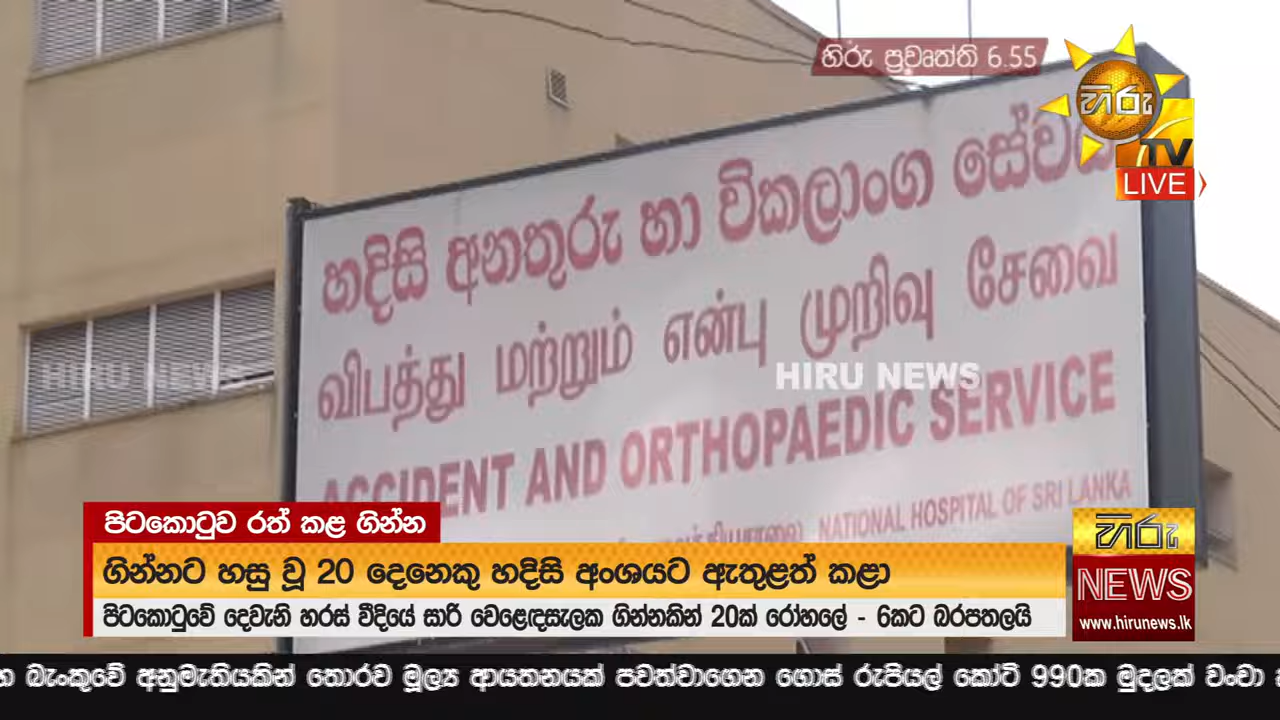 හිරු ප්‍රවෘත්ති 6.55
හිරු
TV
LIVE
හදිසි අනතුරු හා විකලාංග සේවය
விபத்து மற்றும் என்பு முறிவு சேவை
HIRU NEWS
HIRU NEWS
ACCIDENT AND ORTHOPAEDIC SERVICE
NATIONAL HOSPITAL OF SRI LANKA
පිටකොටුව රත් කළ ගින්න
ගින්නට හසු වූ 20 දෙනෙකු හදිසි අංශයට ඇතුළත් කළා
පිටකොටුවේ දෙවැනි හරස් වීදියේ සාරි වෙළෙඳසැලක ගින්නකින් 20ක් රෝහලේ - 6කට බරපතලයි
හිරු
NEWS
www.hirunews.lk
බැංකුවේ අනුමැතියකින් තොරව මූල්‍ය ආයතනයක් පවත්වාගෙන ගොස් රුපියල් කෝටි 990ක මුදලක් වංචා